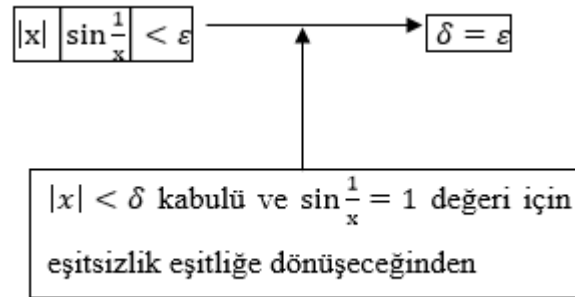 |x| |sin 1/x| < ε
δ = ε
|x| < δ kabulü ve sin 1/x = 1 değeri için
eşitsizlik eşitliğe dönüşeceğinden